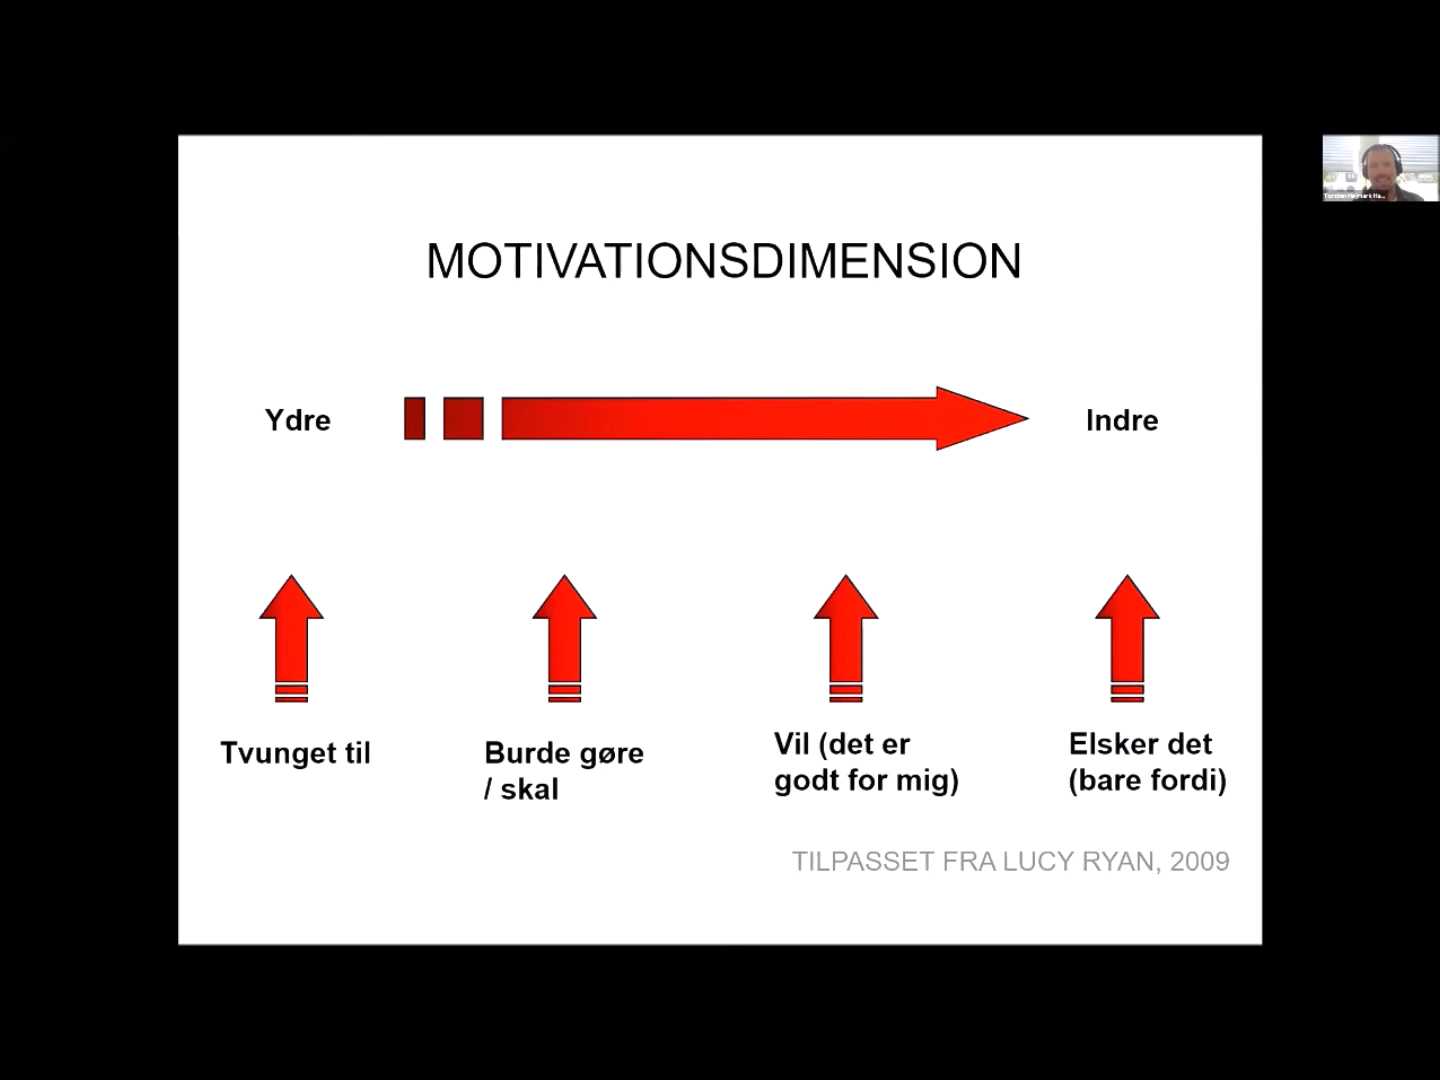 MOTIVATIONSDIMENSION
Ydre
Indre
Tvunget til
Burde gøre
/ skal
Vil (det er
godt for mig)
Elsker det
(bare fordi)
TILPASSET FRA LUCY RYAN, 2009